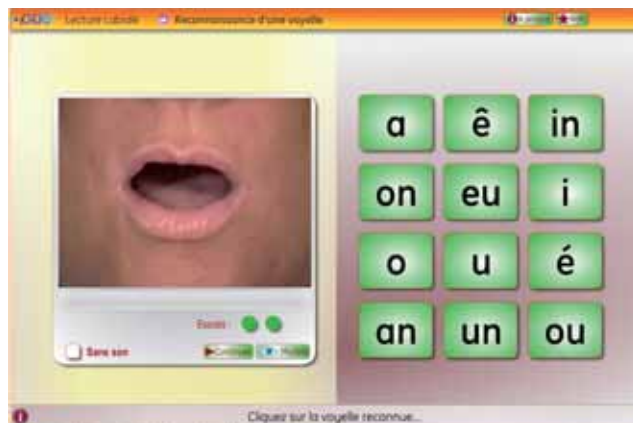 Lecture Labiale Reconnaissance d'une voyelle
a ê in
on eu i
o u é
an un ou
Essais :
Sans son
Cliquez sur la voyelle reconnue...